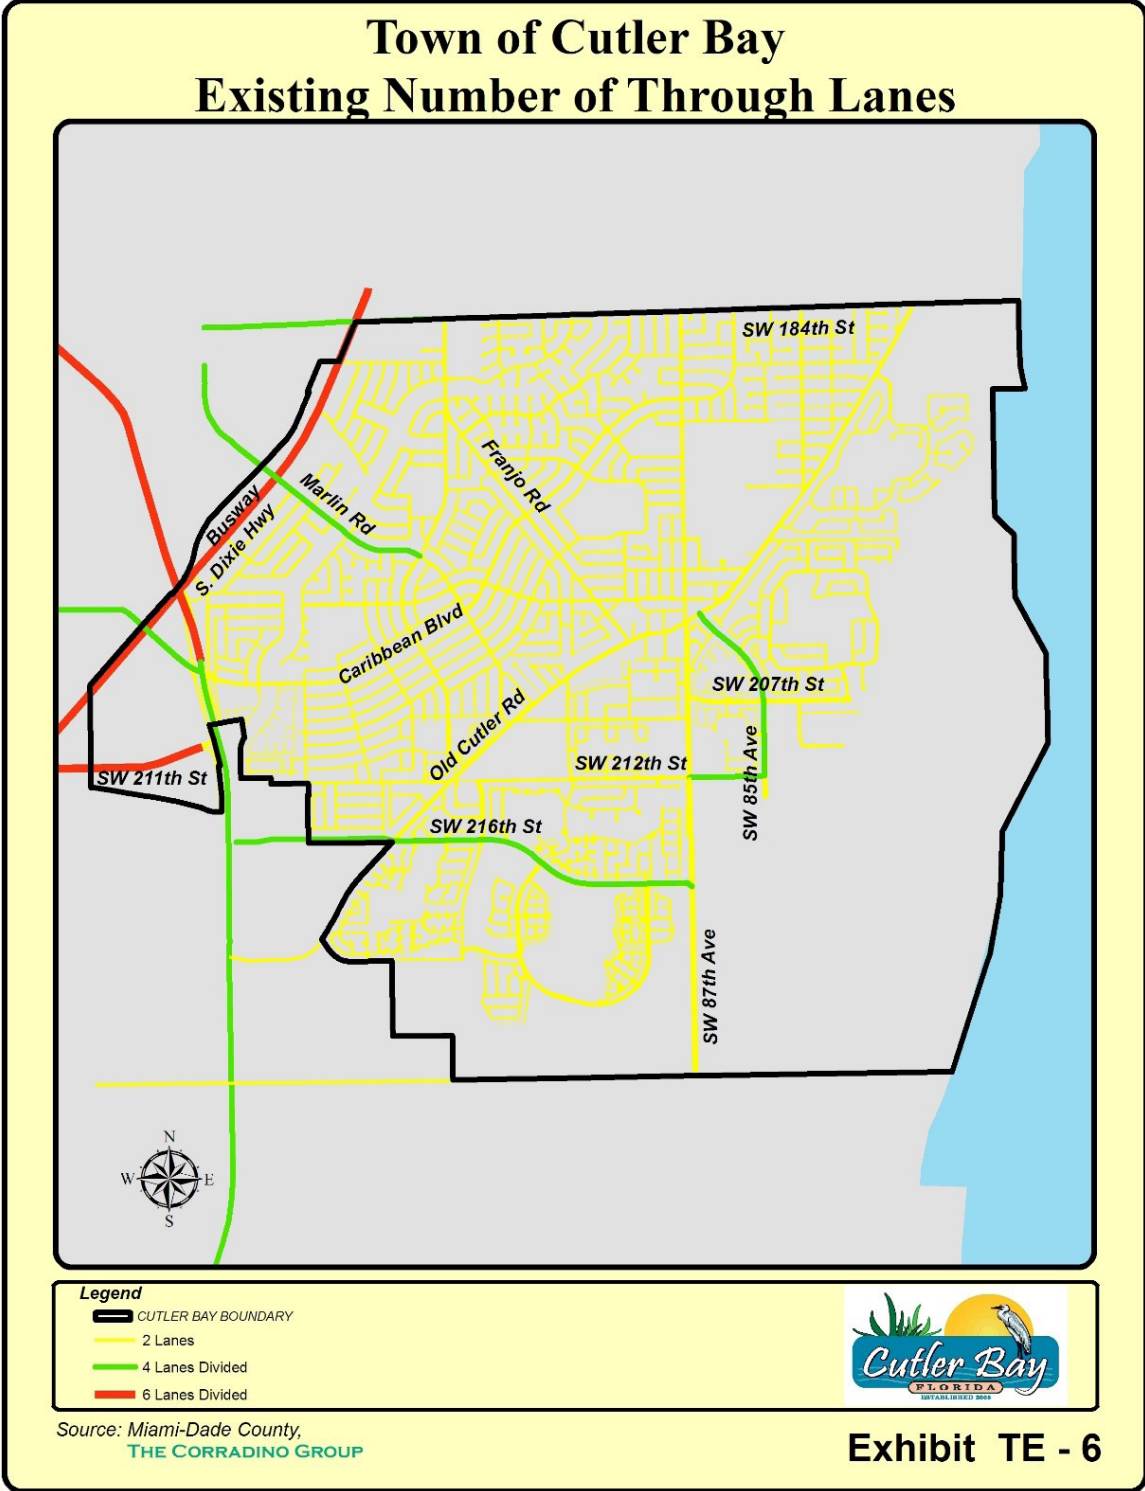 Town of Cutler Bay
Existing Number of Through Lanes
SW 184th St
Franjo Rd
Marlin Rd
Busway
S. Dixie Hwy
Caribbean Blvd
SW 207th St
Old Cutler Rd
SW 212th St
SW 85th Ave
SW 211th St
SW 216th St
SW 87th Ave
N
W
E
S
Legend
CUTLER BAY BOUNDARY
2 Lanes
4 Lanes Divided
6 Lanes Divided
Cutler Bay
FLORIDA
ESTABLISHED 2005
Source: Miami-Dade County,
THE CORRADINO GROUP
Exhibit TE - 6